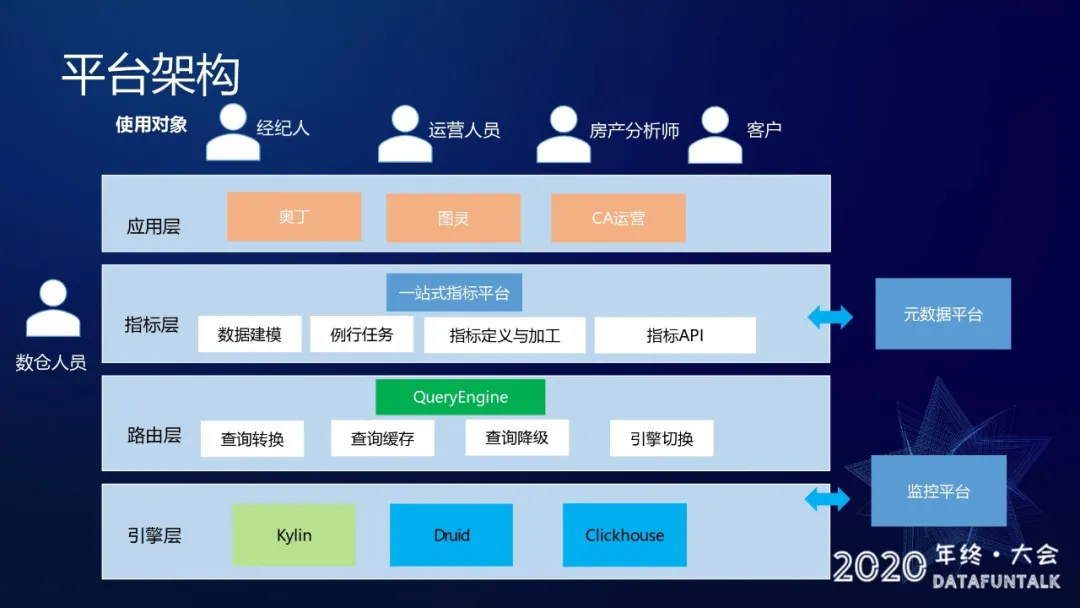 平台架构
使用对象
经纪人
运营人员
房产分析师
客户
应用层
奥丁
图灵
CA运营
数仓人员
指标层
一站式指标平台
数据建模
例行任务
指标定义与加工
指标API
元数据平台
路由层
QueryEngine
查询转换
查询缓存
查询降级
引擎切换
引擎层
Kylin
Druid
Clickhouse
监控平台
2020 年终·大会
DATAFUNTALK